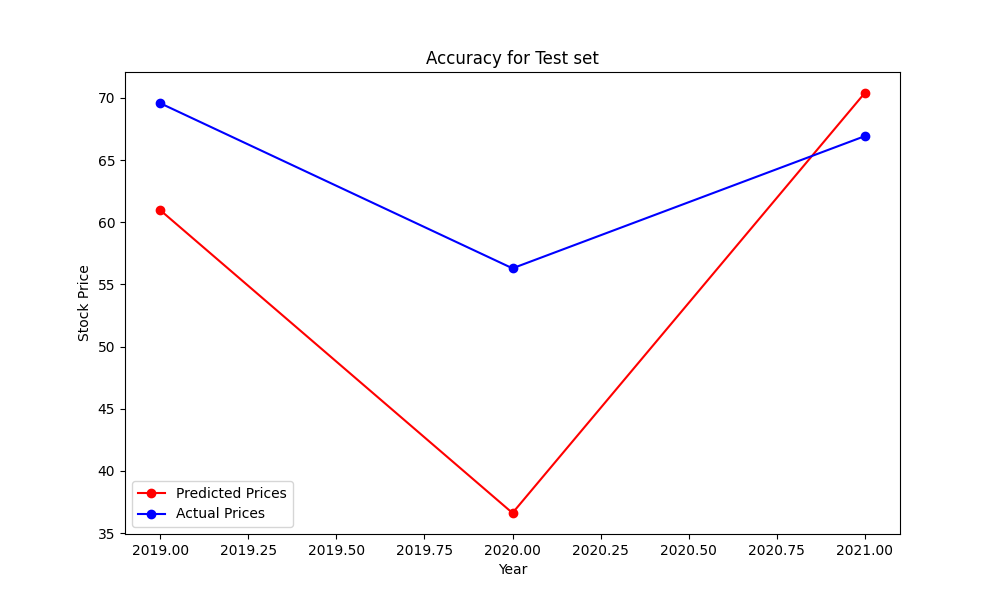 Accuracy for Test set
70
65
60
55
50
45
40
35
Stock Price
Predicted Prices
Actual Prices
2019.00 2019.25 2019.50 2019.75 2020.00 2020.25 2020.50 2020.75 2021.00
Year